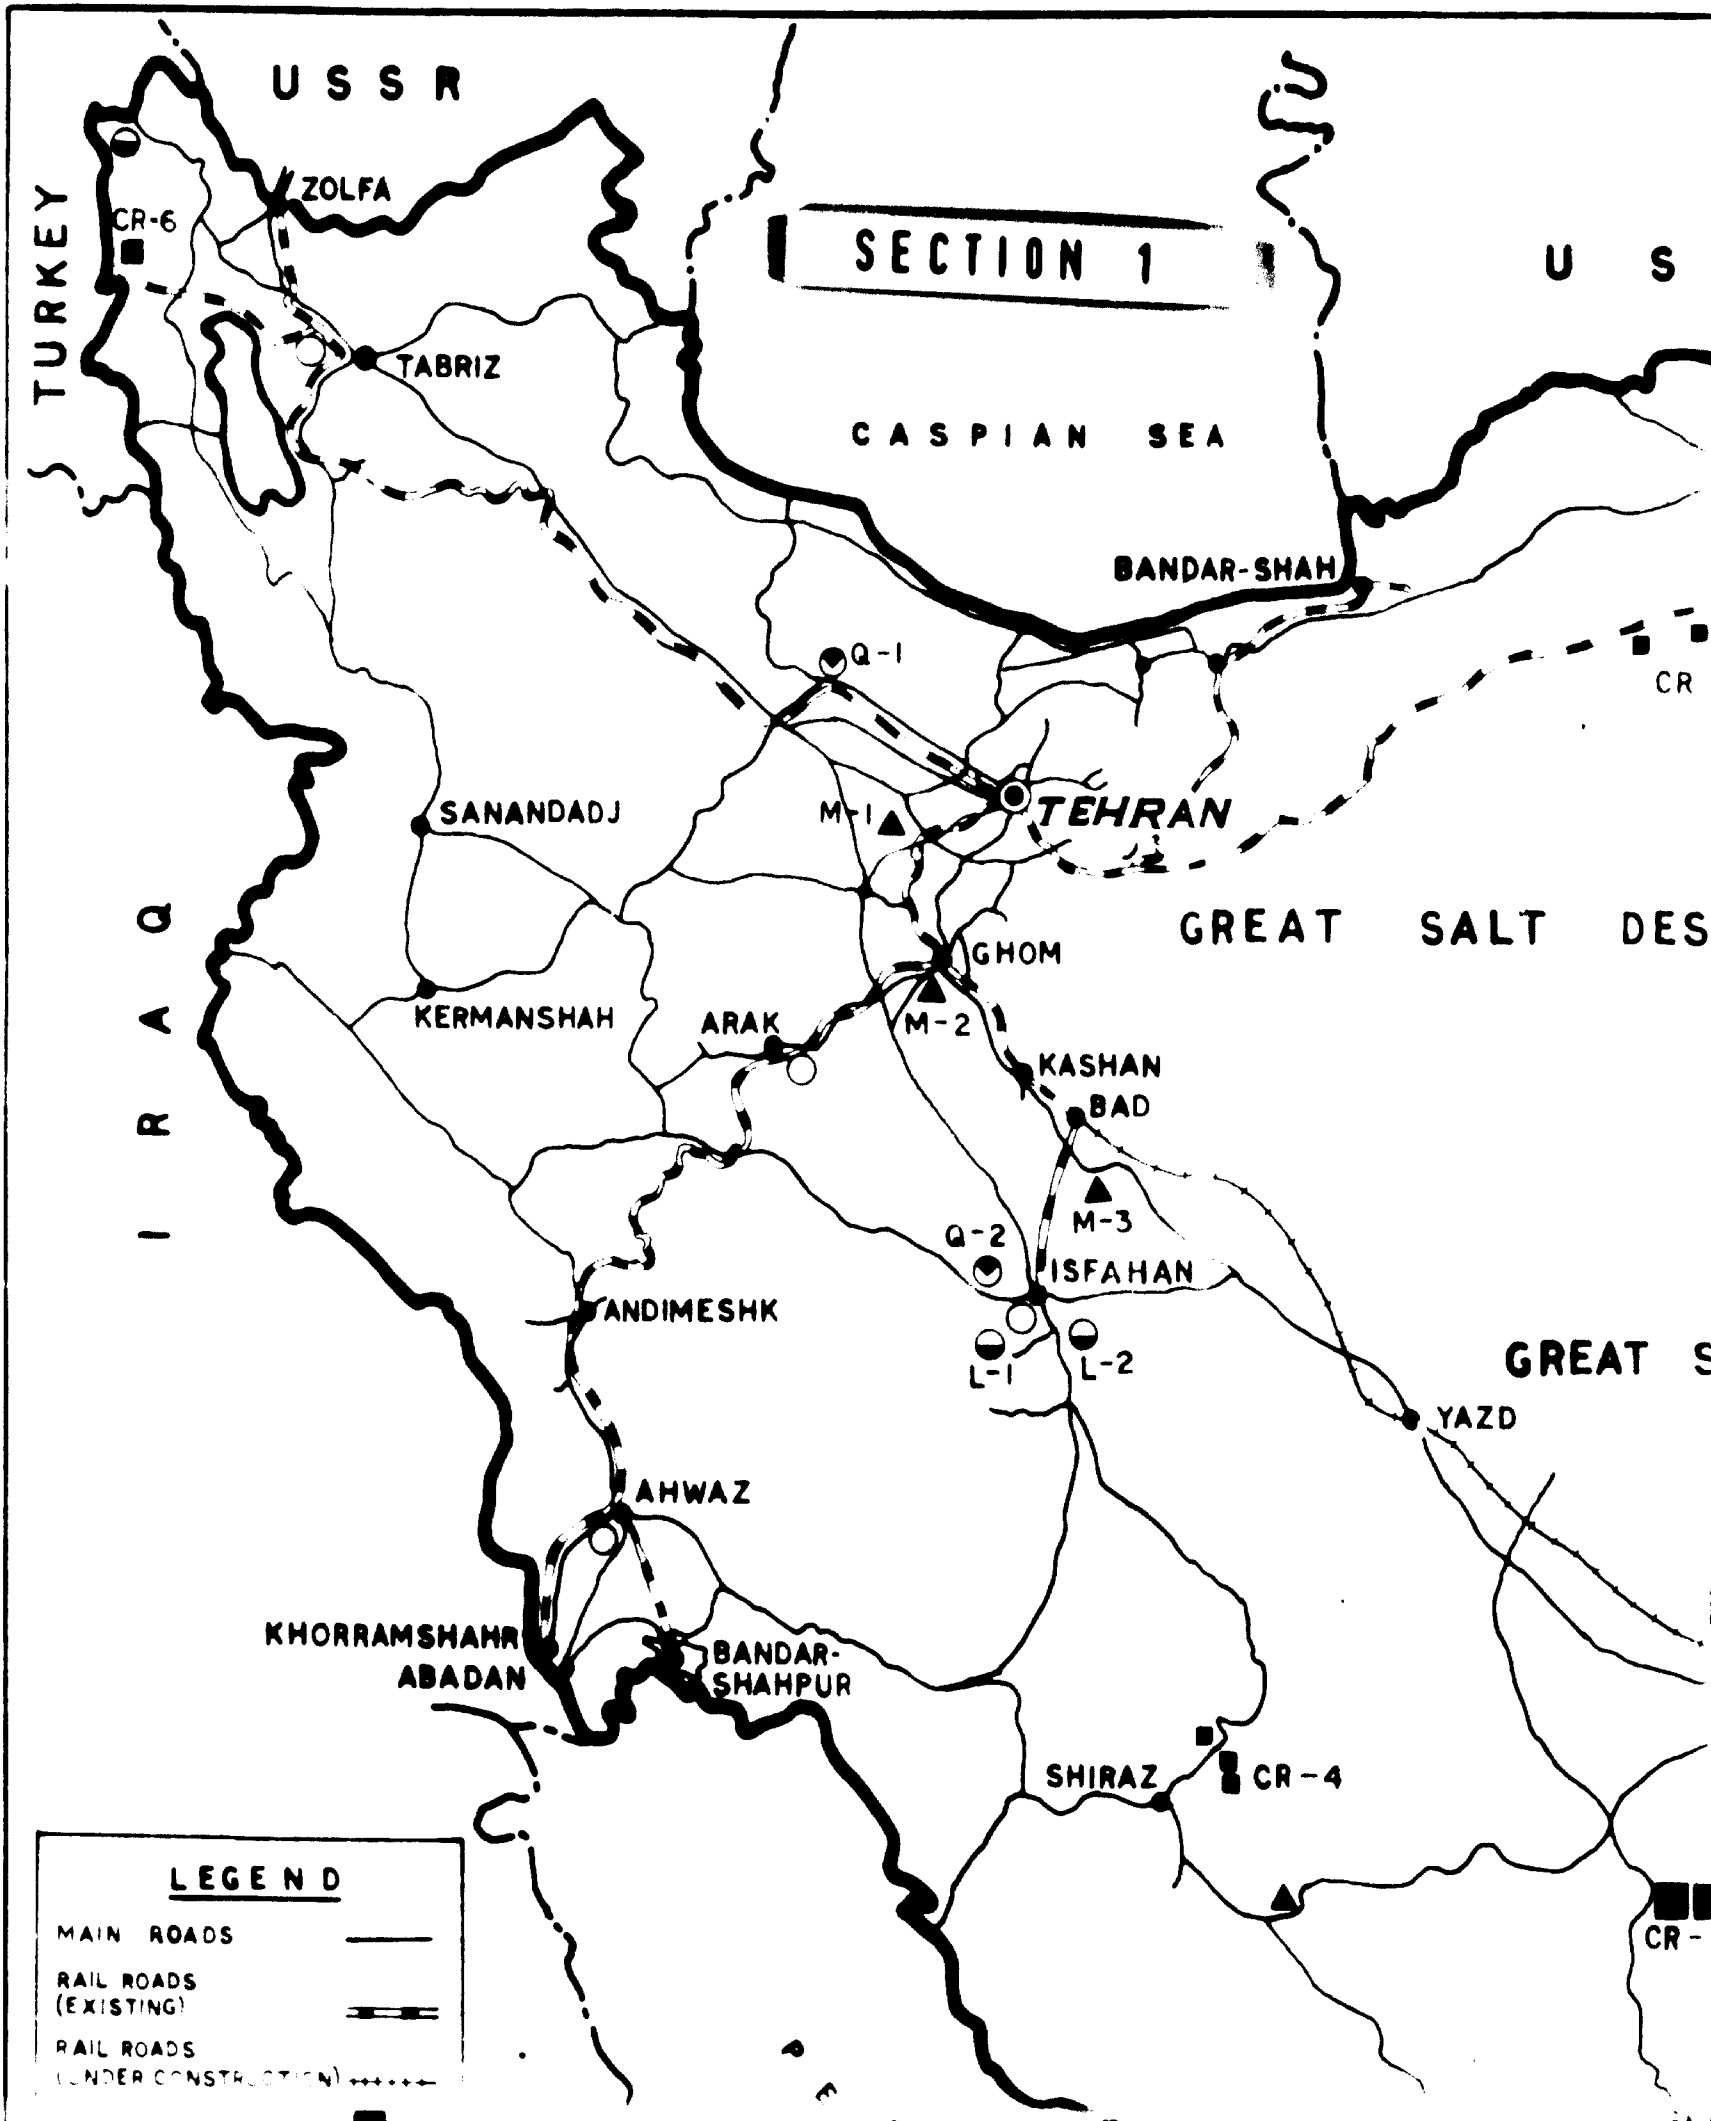 USSR
ZOLFA
TURKEY
CR-6
SECTION 1
U S
TABRIZ
CASPIAN SEA
BANDAR-SHAH
Q-1
CR
SANANDADJ
M-1
TEHRAN
IRAQ
GREAT SALT DES
GHOM
KERMANSHAH
ARAK
M-2
KASHAN
BAD
M-3
Q-2
ISFAHAN
ANDIMESHK
L-1
L-2
GREAT S
YAZD
AHWAZ
KHORRAMSHAHR
ABADAN
BANDAR-
SHAHPUR
SHIRAZ
CR-4
CR-
LEGEND
MAIN ROADS
RAIL ROADS
(EXISTING)
RAIL ROADS
(UNDER CONSTRUCTION)
P
E